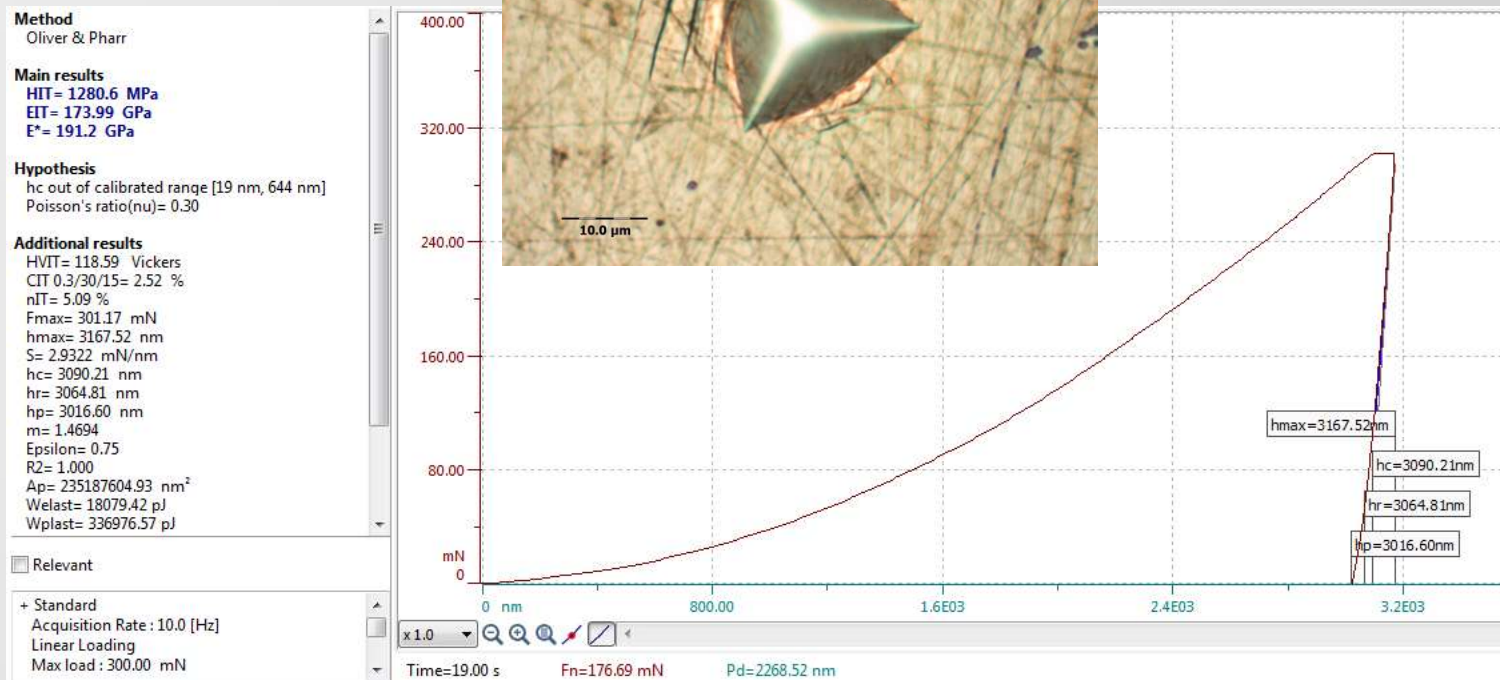 Method
Oliver & Pharr
Main results
HIT= 1280.6 MPa
EIT= 173.99 GPa
E*= 191.2 GPa
Hypothesis
hc out of calibrated range [19 nm, 644 nm]
Poisson's ratio(nu)= 0.30
Additional results
HVIT= 118.59 Vickers
CIT 0.3/30/15= 2.52 %
nIT= 5.09 %
Fmax= 301.17 mN
hmax= 3167.52 nm
S= 2.9322 mN/nm
hc= 3090.21 nm
hr= 3064.81 nm
hp= 3016.60 nm
m= 1.4694
Epsilon= 0.75
R2= 1.000
Ap= 235187604.93 nm²
Welast= 18079.42 pJ
Wplast= 336976.57 pJ
Relevant
+ Standard
Acquisition Rate : 10.0 [Hz]
Linear Loading
Max load : 300.00 mN
400.00
320.00
240.00
160.00
80.00
mN
0
10.0 µm
hmax=3167.52nm
hc=3090.21nm
hr=3064.81nm
hp=3016.60nm
0 nm 800.00 1.6E03 2.4E03 3.2E03
x 1.0
Time=19.00 s Fn=176.69 mN Pd=2268.52 nm